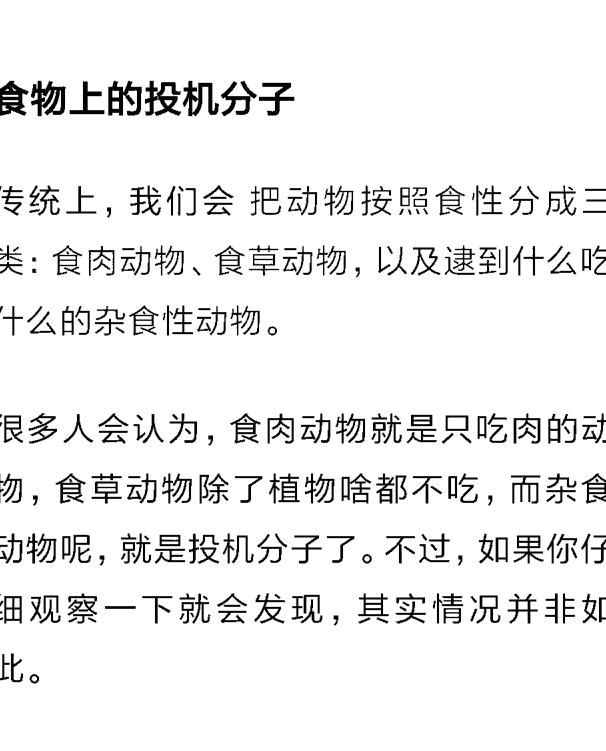 食物上的投机分子
传统上，我们会 把动物按照食性分成三
类：食肉动物、食草动物，以及逮到什么吃
什么的杂食性动物。
很多人会认为，食肉动物就是只吃肉的动
物，食草动物除了植物啥都不吃，而杂食
动物呢，就是投机分子了。不过，如果你仔
细观察一下就会发现，其实情况并非如
此。